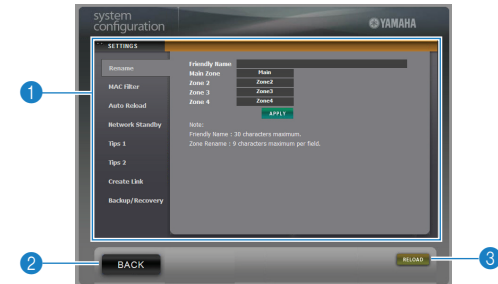 system
configuration
YAMAHA
SETTINGS
Rename
MAC Filter
Auto Reload
Network Standby
Tips 1
Tips 2
Create Link
Backup/Recovery
Friendly Name
Main Zone Main
Zone 2 Zone2
Zone 3 Zone3
Zone 4 Zone4
APPLY
Note:
Friendly Name : 30 characters maximum.
Zone Rename : 9 characters maximum per field.
1
2
BACK
RELOAD
3